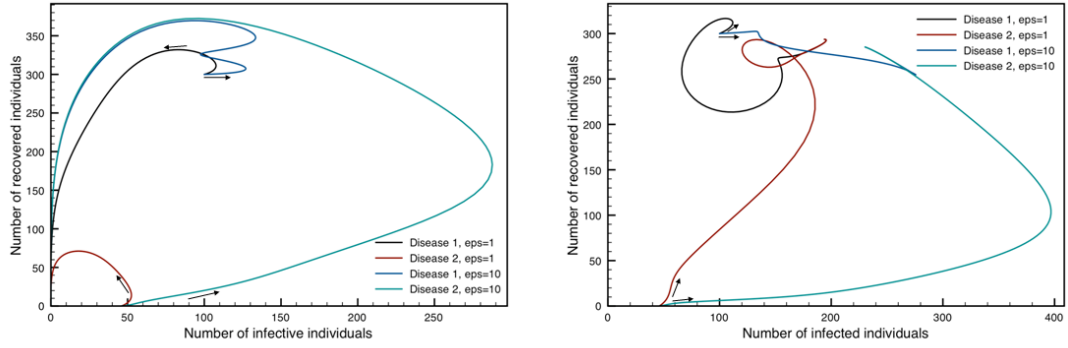 Number of recovered individuals
350
300
250
200
150
100
50
0
0
50
100
150
200
250
Number of infective individuals
Disease 1, eps=1
Disease 2, eps=1
Disease 1, eps=10
Disease 2, eps=10
Number of recovered individuals
300
200
100
0
0
100
200
300
400
Number of infected individuals
Disease 1, eps=1
Disease 2, eps=1
Disease 1, eps=10
Disease 2, eps=10